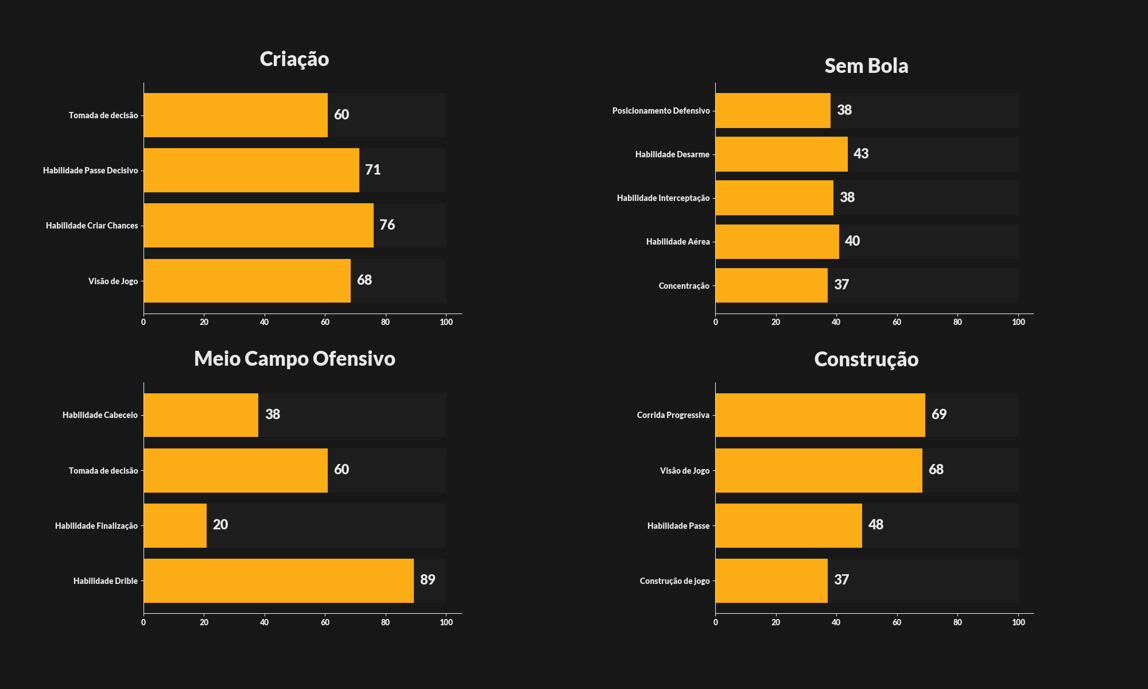 Criação
Tomada de decisão
60
Habilidade Passe Decisivo
71
Habilidade Criar Chances
76
Visão de Jogo
68
0 20 40 60 80 100
Sem Bola
Posicionamento Defensivo
38
Habilidade Desarme
43
Habilidade Interceptação
38
Habilidade Aérea
40
Concentração
37
0 20 40 60 80 100
Meio Campo Ofensivo
Habilidade Cabeceio
38
Tomada de decisão
60
Habilidade Finalização
20
Habilidade Drible
89
0 20 40 60 80 100
Construção
Corrida Progressiva
69
Visão de Jogo
68
Habilidade Passe
48
Construção de jogo
37
0 20 40 60 80 100